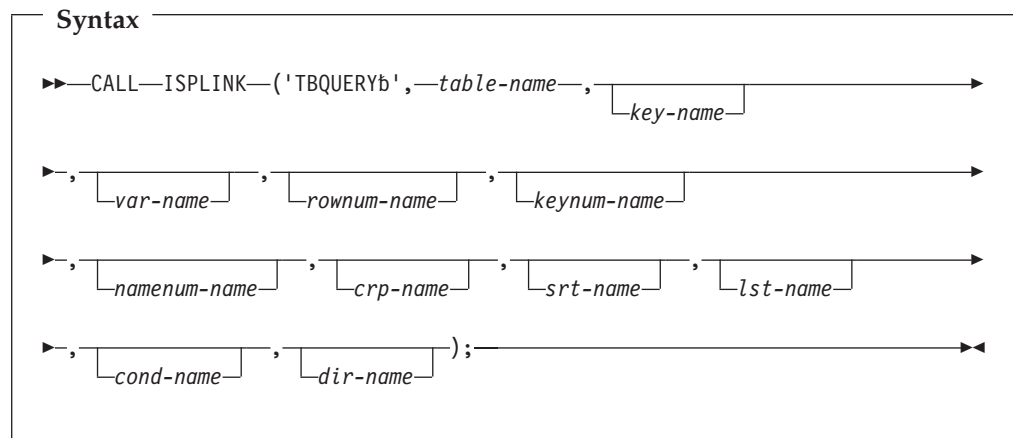 Syntax
CALL ISPLINK ('TBQUERYƀ', table-name ,
key-name
, , , ,
var-name rownum-name keynum-name
, , , , ,
namenum-name crp-name srt-name lst-name
, , );
cond-name dir-name